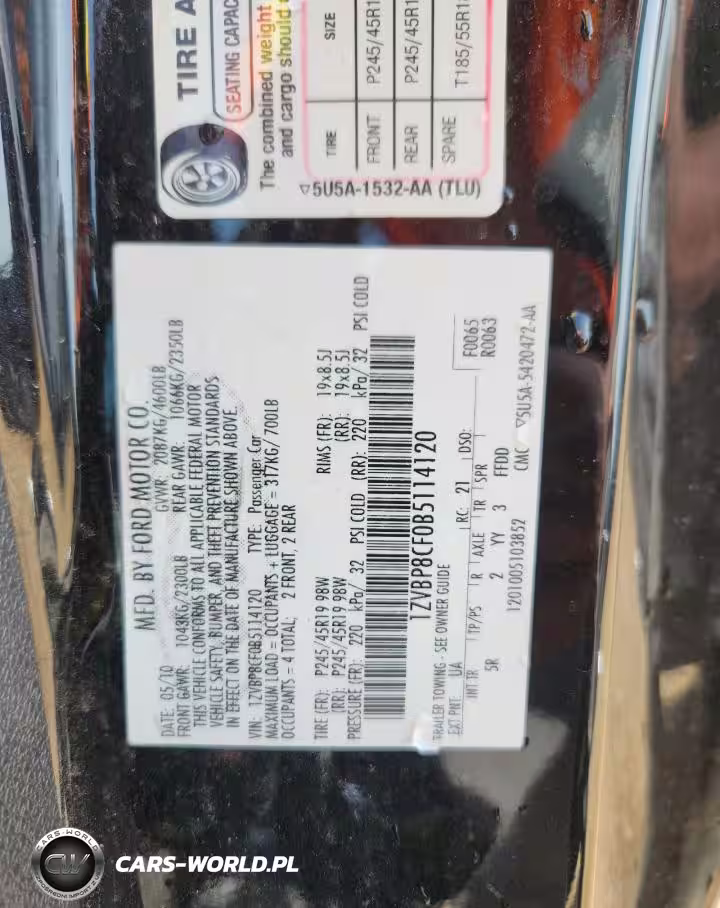 TIRE A
SEATING CAPAC
The combined weight
and cargo should
TIRE SIZE
FRONT P245/45R1
REAR P245/45R1
SPARE T185/55R1
5U5A-1532-AA (TLU)
MFD. BY FORD MOTOR CO.
DATE: 05/10 GVWR: 2087KG/4600LB
FRONT GAWR: 1043KG/2300LB REAR GAWR: 1066KG/2350LB
THIS VEHICLE CONFORMS TO ALL APPLICABLE FEDERAL MOTOR
VEHICLE SAFETY, BUMPER, AND THEFT PREVENTION STANDARDS
IN EFFECT ON THE DATE OF MANUFACTURE SHOWN ABOVE.
VIN: 1ZVBP8CF0B5114120 TYPE: Passenger Car
MAXIMUM LOAD = OCCUPANTS + LUGGAGE = 317KG/700LB
OCCUPANTS = 4 TOTAL; 2 FRONT, 2 REAR
TIRE (FR): P245/45R19 98W RIMS (FR): 19x8.5J
(RR): P245/45R19 98W (RR): 19x8.5J
PRESSURE (FR): 220 kPa/ 32 PSI COLD (RR): 220 kPa/ 32 PSI COLD
1ZVBP8CF0B5114120
TRAILER TOWING - SEE OWNER GUIDE
EXT PNT: UA RC: 21 DSO: F0065
R0063
INT TR TP/PS R AXLE TR SPR
5R 2 YY 3 FFDD
1201005103852 CMC 5U5A-5420472-AA
CARS-WORLD
CW
CARS-WORLD.PL